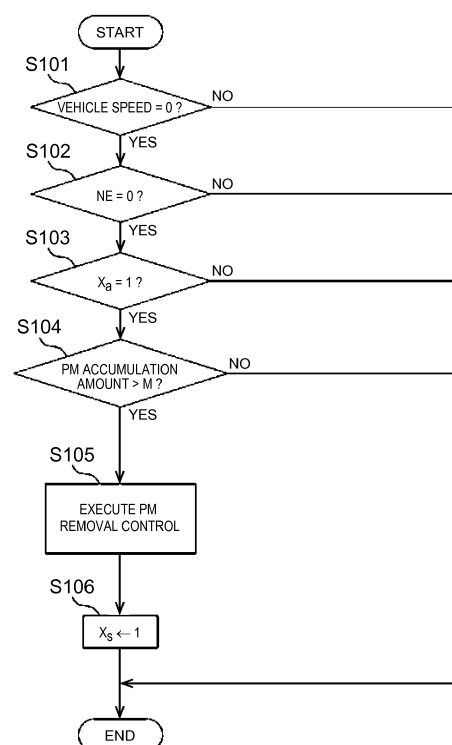 START
S101
VEHICLE SPEED = 0 ?
NO
YES
S102
NE = 0 ?
NO
YES
S103
Xa = 1 ?
NO
YES
S104
PM ACCUMULATION
AMOUNT > M ?
NO
YES
S105
EXECUTE PM
REMOVAL CONTROL
S106
Xs ← 1
END